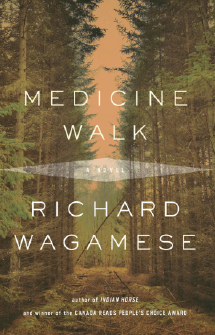 MEDICINE
WALK
A NOVEL
RICHARD
WAGAMESE
author of INDIAN HORSE
and winner of the CANADA READS PEOPLE'S CHOICE AWARD